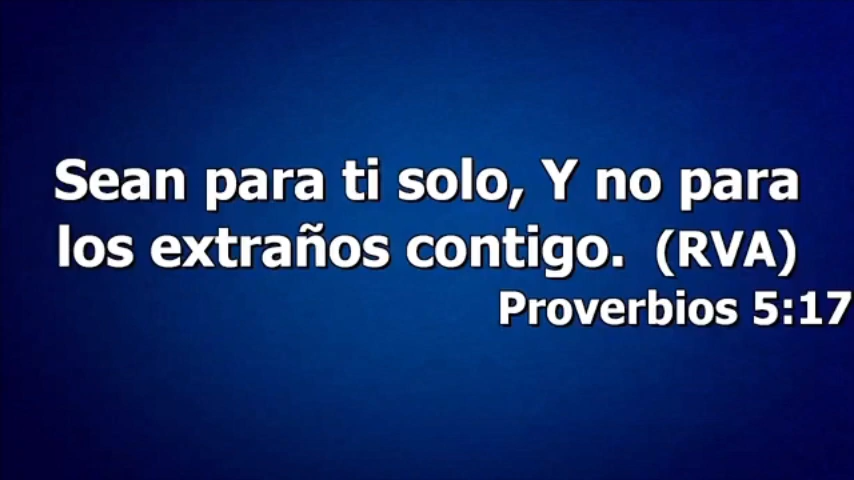 Sean para ti solo, Y no para
los extraños contigo. (RVA)
Proverbios 5:17